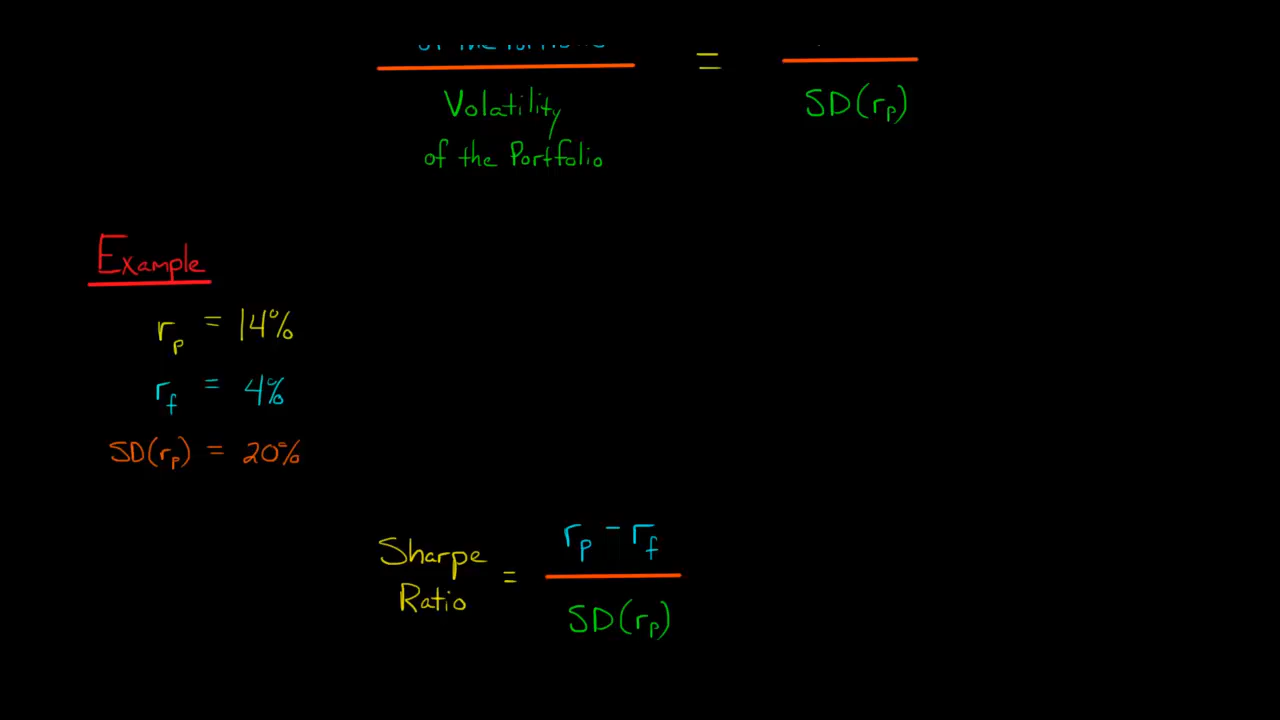 =
SD(rp)
Volatility
of the Portfolio
Example
rp = 14%
rf = 4%
SD(rp) = 20%
Sharpe
Ratio
=
rp - rf
SD(rp)